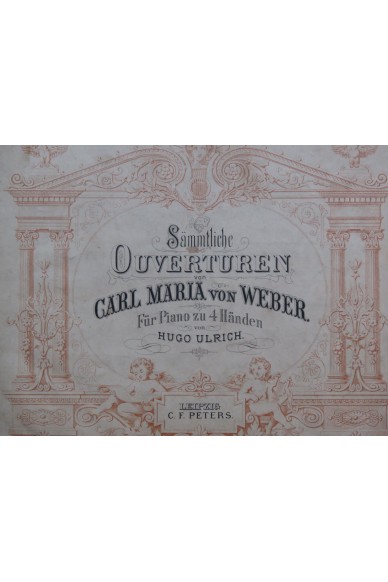 Sämmtliche
OUVERTUREN
von
CARL MARIA VON WEBER.
Für Piano zu 4 Händen
von
HUGO ULRICH.
LEIPZIG
C. F. PETERS.